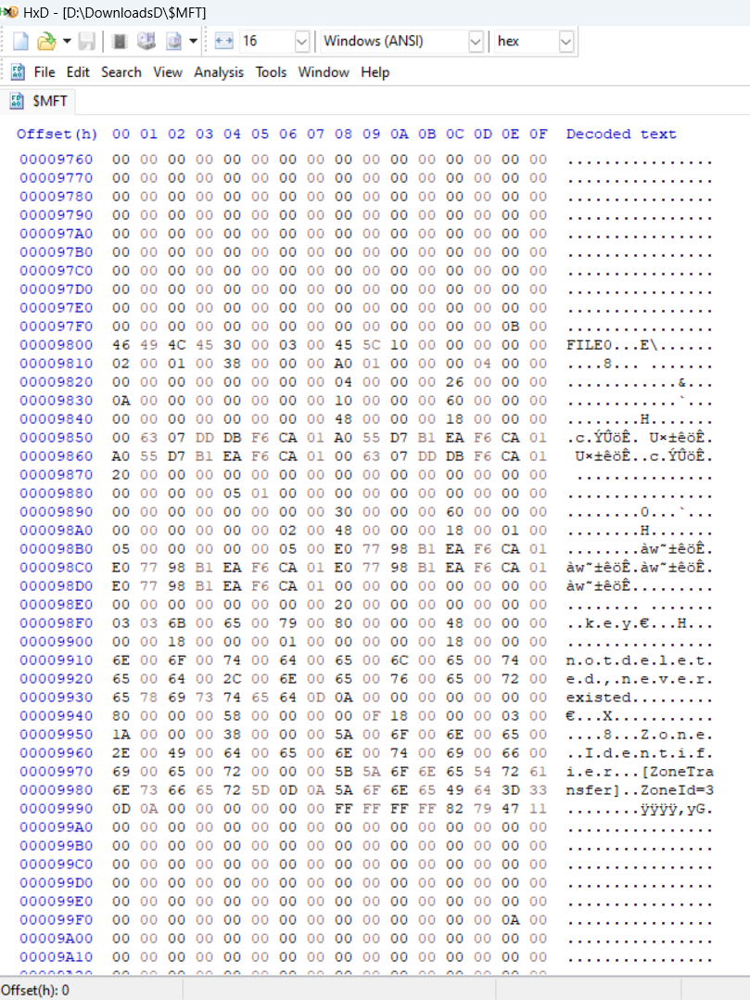 HxD - [D:\DownloadsD\$MFT]
16 Windows (ANSI) hex
File Edit Search View Analysis Tools Window Help
$MFT
Offset(h) 00 01 02 03 04 05 06 07 08 09 0A 0B 0C 0D 0E 0F Decoded text
00009760 00 00 00 00 00 00 00 00 00 00 00 00 00 00 00 00 ................
00009770 00 00 00 00 00 00 00 00 00 00 00 00 00 00 00 00 ................
00009780 00 00 00 00 00 00 00 00 00 00 00 00 00 00 00 00 ................
00009790 00 00 00 00 00 00 00 00 00 00 00 00 00 00 00 00 ................
000097A0 00 00 00 00 00 00 00 00 00 00 00 00 00 00 00 00 ................
000097B0 00 00 00 00 00 00 00 00 00 00 00 00 00 00 00 00 ................
000097C0 00 00 00 00 00 00 00 00 00 00 00 00 00 00 00 00 ................
000097D0 00 00 00 00 00 00 00 00 00 00 00 00 00 00 00 00 ................
000097E0 00 00 00 00 00 00 00 00 00 00 00 00 00 00 00 00 ................
000097F0 00 00 00 00 00 00 00 00 00 00 00 00 00 00 0B 00 ................
00009800 46 49 4C 45 30 00 03 00 45 5C 10 00 00 00 00 00 FILE0...E\......
00009810 02 00 01 00 38 00 00 00 A0 01 00 00 00 04 00 00 ....8... .......
00009820 00 00 00 00 00 00 00 00 04 00 00 00 26 00 00 00 ............&...
00009830 0A 00 00 00 00 00 00 00 10 00 00 00 60 00 00 00 ............`...
00009840 00 00 00 00 00 00 00 00 48 00 00 00 18 00 00 00 ........H.......
00009850 00 63 07 DD DB F6 CA 01 A0 55 D7 B1 EA F6 CA 01 .c.ÝÛöÊ. U×±êöÊ.
00009860 A0 55 D7 B1 EA F6 CA 01 00 63 07 DD DB F6 CA 01  U×±êöÊ..c.ÝÛöÊ.
00009870 20 00 00 00 00 00 00 00 00 00 00 00 00 00 00 00  ...............
00009880 00 00 00 00 05 01 00 00 00 00 00 00 00 00 00 00 ................
00009890 00 00 00 00 00 00 00 00 30 00 00 00 60 00 00 00 ........0...`...
000098A0 00 00 00 00 00 00 02 00 48 00 00 00 18 00 01 00 ........H.......
000098B0 05 00 00 00 00 00 05 00 E0 77 98 B1 EA F6 CA 01 ........àw˜±êöÊ.
000098C0 E0 77 98 B1 EA F6 CA 01 E0 77 98 B1 EA F6 CA 01 àw˜±êöÊ.àw˜±êöÊ.
000098D0 E0 77 98 B1 EA F6 CA 01 00 00 00 00 00 00 00 00 àw˜±êöÊ.........
000098E0 00 00 00 00 00 00 00 00 20 00 00 00 00 00 00 00 ........ .......
000098F0 03 03 6B 00 65 00 79 00 80 00 00 00 48 00 00 00 ..k.e.y.€...H...
00009900 00 00 18 00 00 00 01 00 00 00 00 00 18 00 00 00 ................
00009910 6E 00 6F 00 74 00 64 00 65 00 6C 00 65 00 74 00 n.o.t.d.e.l.e.t.
00009920 65 00 64 00 2C 00 6E 00 65 00 76 00 65 00 72 00 e.d.,.n.e.v.e.r.
00009930 65 78 69 73 74 65 64 0D 0A 00 00 00 00 00 00 00 existed.........
00009940 80 00 00 00 58 00 00 00 00 0F 18 00 00 00 03 00 €...X...........
00009950 1A 00 00 00 38 00 00 00 5A 00 6F 00 6E 00 65 00 ....8...Z.o.n.e.
00009960 2E 00 49 00 64 00 65 00 6E 00 74 00 69 00 66 00 ..I.d.e.n.t.i.f.
00009970 69 00 65 00 72 00 00 00 5B 5A 6F 6E 65 54 72 61 i.e.r...[ZoneTra
00009980 6E 73 66 65 72 5D 0D 0A 5A 6F 6E 65 49 64 3D 33 nsfer]..ZoneId=3
00009990 0D 0A 00 00 00 00 00 00 FF FF FF FF 82 79 47 11 ........ÿÿÿÿ‚yG.
000099A0 00 00 00 00 00 00 00 00 00 00 00 00 00 00 00 00 ................
000099B0 00 00 00 00 00 00 00 00 00 00 00 00 00 00 00 00 ................
000099C0 00 00 00 00 00 00 00 00 00 00 00 00 00 00 00 00 ................
000099D0 00 00 00 00 00 00 00 00 00 00 00 00 00 00 00 00 ................
000099E0 00 00 00 00 00 00 00 00 00 00 00 00 00 00 00 00 ................
000099F0 00 00 00 00 00 00 00 00 00 00 00 00 00 00 0A 00 ................
00009A00 00 00 00 00 00 00 00 00 00 00 00 00 00 00 00 00 ................
00009A10 00 00 00 00 00 00 00 00 00 00 00 00 00 00 00 00 ................
Offset(h): 0